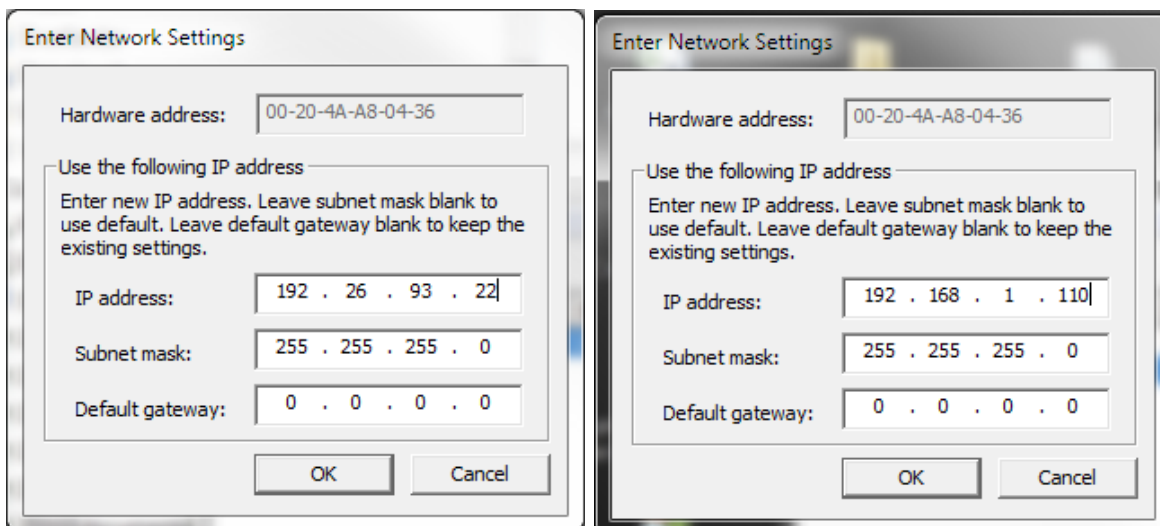 Enter Network Settings
Hardware address: 00-20-4A-A8-04-36
Use the following IP address
Enter new IP address. Leave subnet mask blank to
use default. Leave default gateway blank to keep the
existing settings.
IP address: 192 . 26 . 93 . 22
Subnet mask: 255 . 255 . 255 . 0
Default gateway: 0 . 0 . 0 . 0
OK Cancel
Enter Network Settings
Hardware address: 00-20-4A-A8-04-36
Use the following IP address
Enter new IP address. Leave subnet mask blank to
use default. Leave default gateway blank to keep the
existing settings.
IP address: 192 . 168 . 1 . 110
Subnet mask: 255 . 255 . 255 . 0
Default gateway: 0 . 0 . 0 . 0
OK Cancel